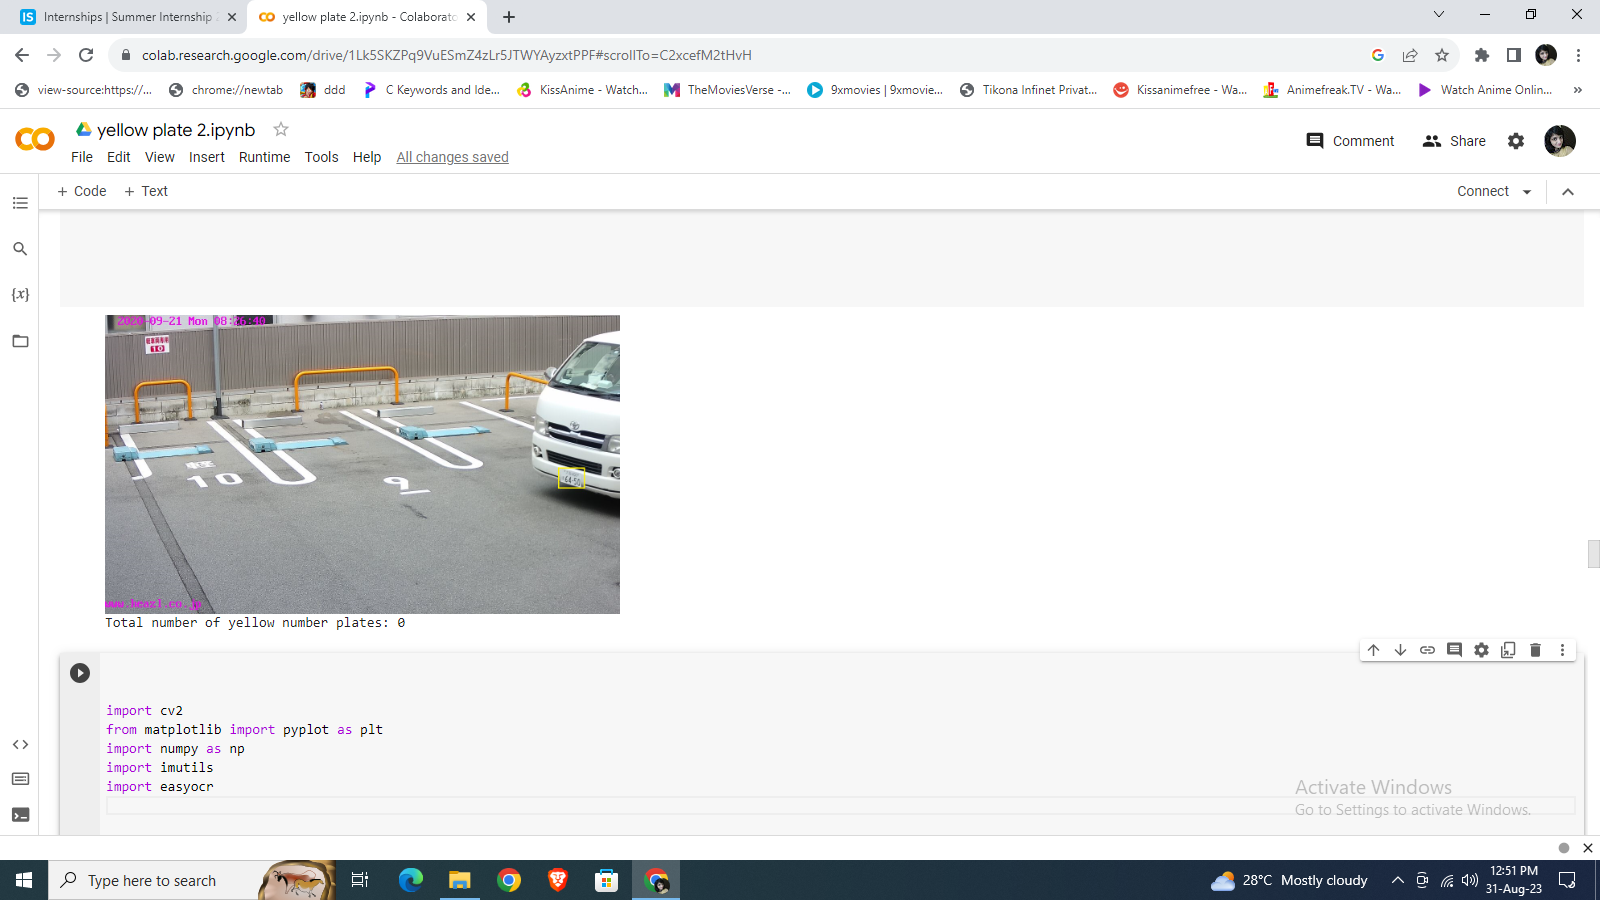 Internships | Summer Internship
yellow plate 2.ipynb - Colaborato
colab.research.google.com/drive/1Lk5SKZPq9VuESmZ4zLr5JTWYAyzxtPPF#scrollTo=C2xcefM2tHvH
view-source:https://...
chrome://newtab
ddd
C Keywords and Ide...
KissAnime - Watch...
TheMoviesVerse -...
9xmovies | 9xmovie...
Tikona Infinet Privat...
Kissanimefree - Wa...
Animefreak.TV - Wa...
Watch Anime Onlin...
»
CO
yellow plate 2.ipynb
File Edit View Insert Runtime Tools Help All changes saved
Comment
Share
+ Code + Text
Connect
{x}
2020-09-21 Mon 08:26:40
10
軽
10
9
64-50
Total number of yellow number plates: 0
import cv2
from matplotlib import pyplot as plt
import numpy as np
import imutils
import easyocr
Activate Windows
Go to Settings to activate Windows.
Type here to search
28°C Mostly cloudy
12:51 PM
31-Aug-23